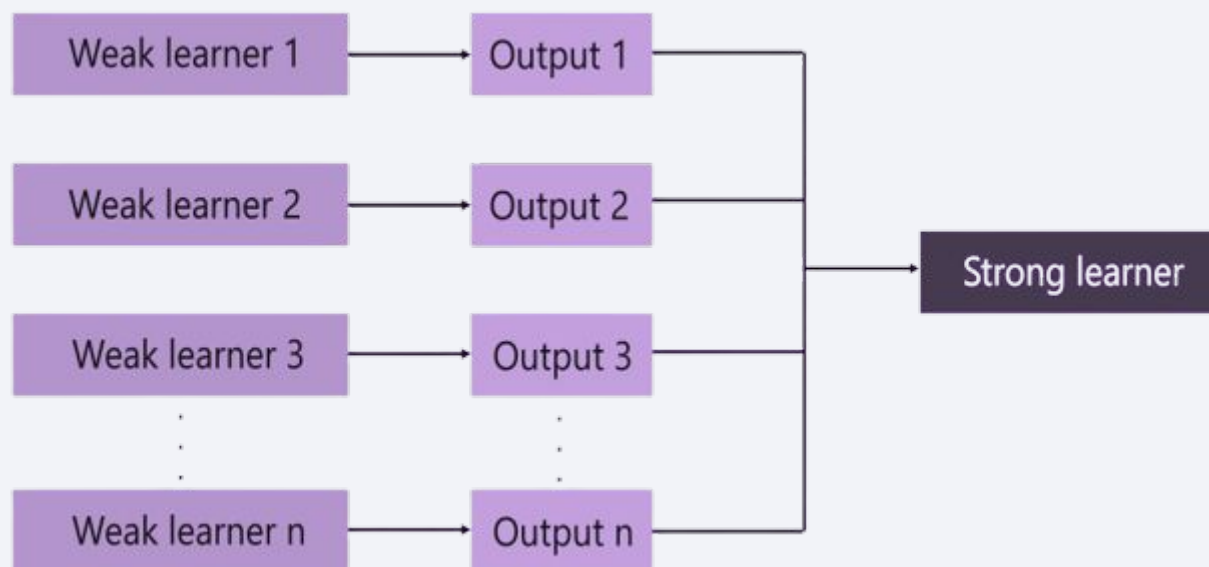 Weak learner 1
Output 1
Weak learner 2
Output 2
Strong learner
Weak learner 3
Output 3
Weak learner n
Output n